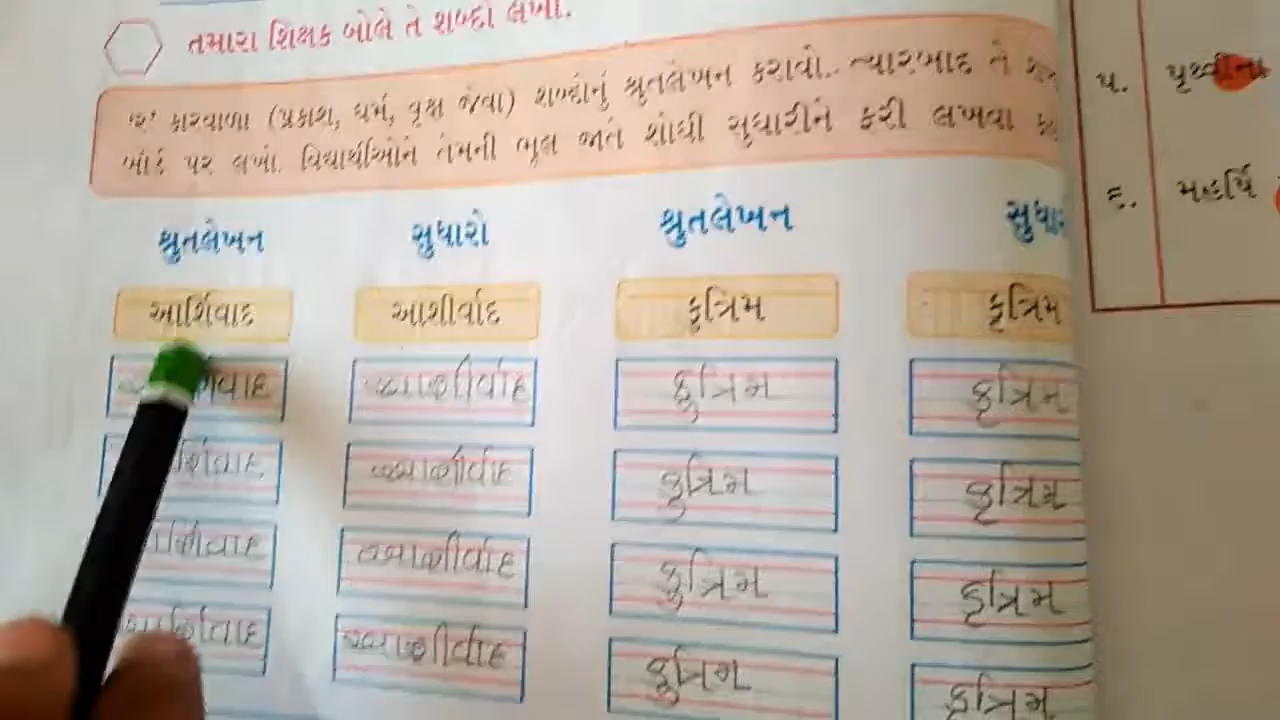 તમારા શિક્ષક બોલે તે શબ્દો લખો.
'ર' કારવાળા (પ્રકાશ, ધર્મ, વૃક્ષ જેવા) શબ્દોનું શ્રુતલેખન કરાવો. ત્યારબાદ તે
બોર્ડ પર લખો. વિદ્યાર્થીઓને તેમની ભૂલ જાતે શોધી સુધારીને ફરી લખવા
શ્રુતલેખન સુધારો શ્રુતલેખન સુધા
આર્શિવાદ આશીર્વાદ કૃત્રિમ કૃત્રિમ
આશીર્વાદ કુત્રિમ કૃત્રિમ
આશીર્વાદ કુત્રિમ કૃત્રિમ
આશીર્વાદ કુત્રિમ કૃત્રિમ
આશીર્વાદ કુત્રિમ કૃત્રિમ
૫. પૃથ્વીના
૬. મહર્ષિ